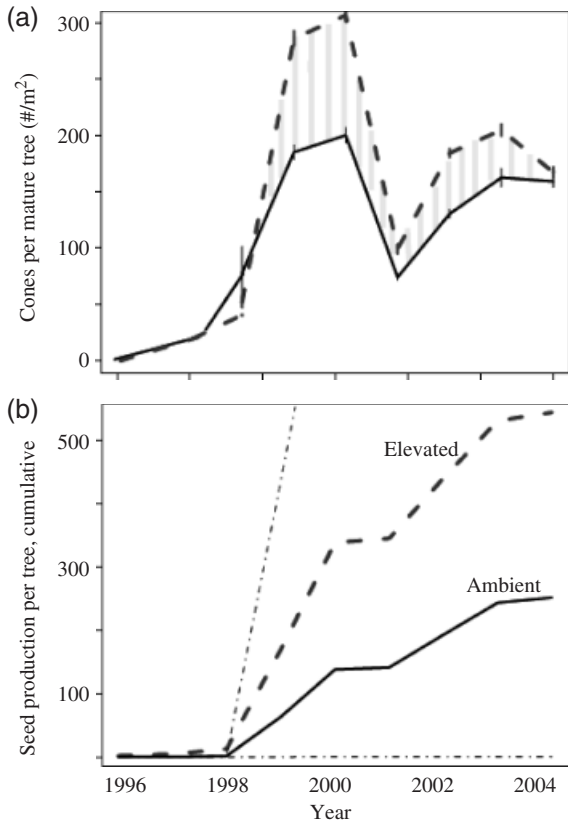 (a)
Cones per mature tree (#/m²)
300
200
100
0
(b)
Seed production per tree, cumulative
500
300
100
Elevated
Ambient
1996
1998
2000
2002
2004
Year